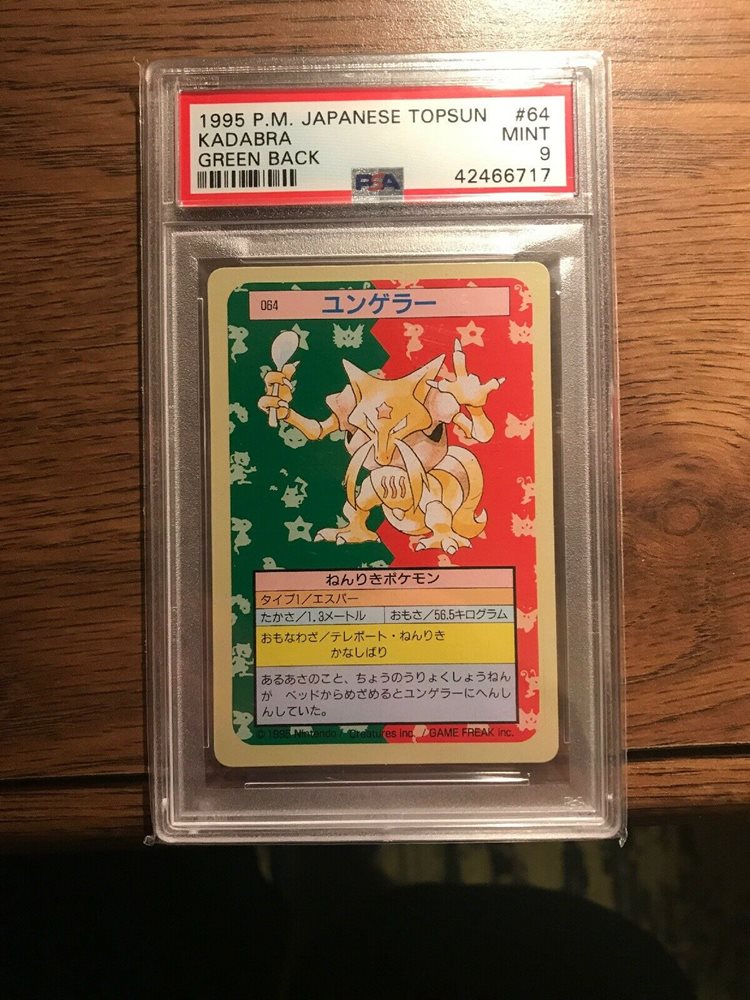 1995 P.M. JAPANESE TOPSUN #64
KADABRA MINT
GREEN BACK 9
PSA 42466717
064 ユンゲラー
ねんりきポケモン
タイプ1/エスパー
たかさ/1.3メートル おもさ/56.5キログラム
おもなわざ/テレポート・ねんりき
かなしばり
あるあさのこと、ちょうのうりょくしょうねん
が ベッドからめざめるとユンゲラーにへんし
んしていた。
© 1995 Nintendo / Creatures inc. / GAME FREAK inc.